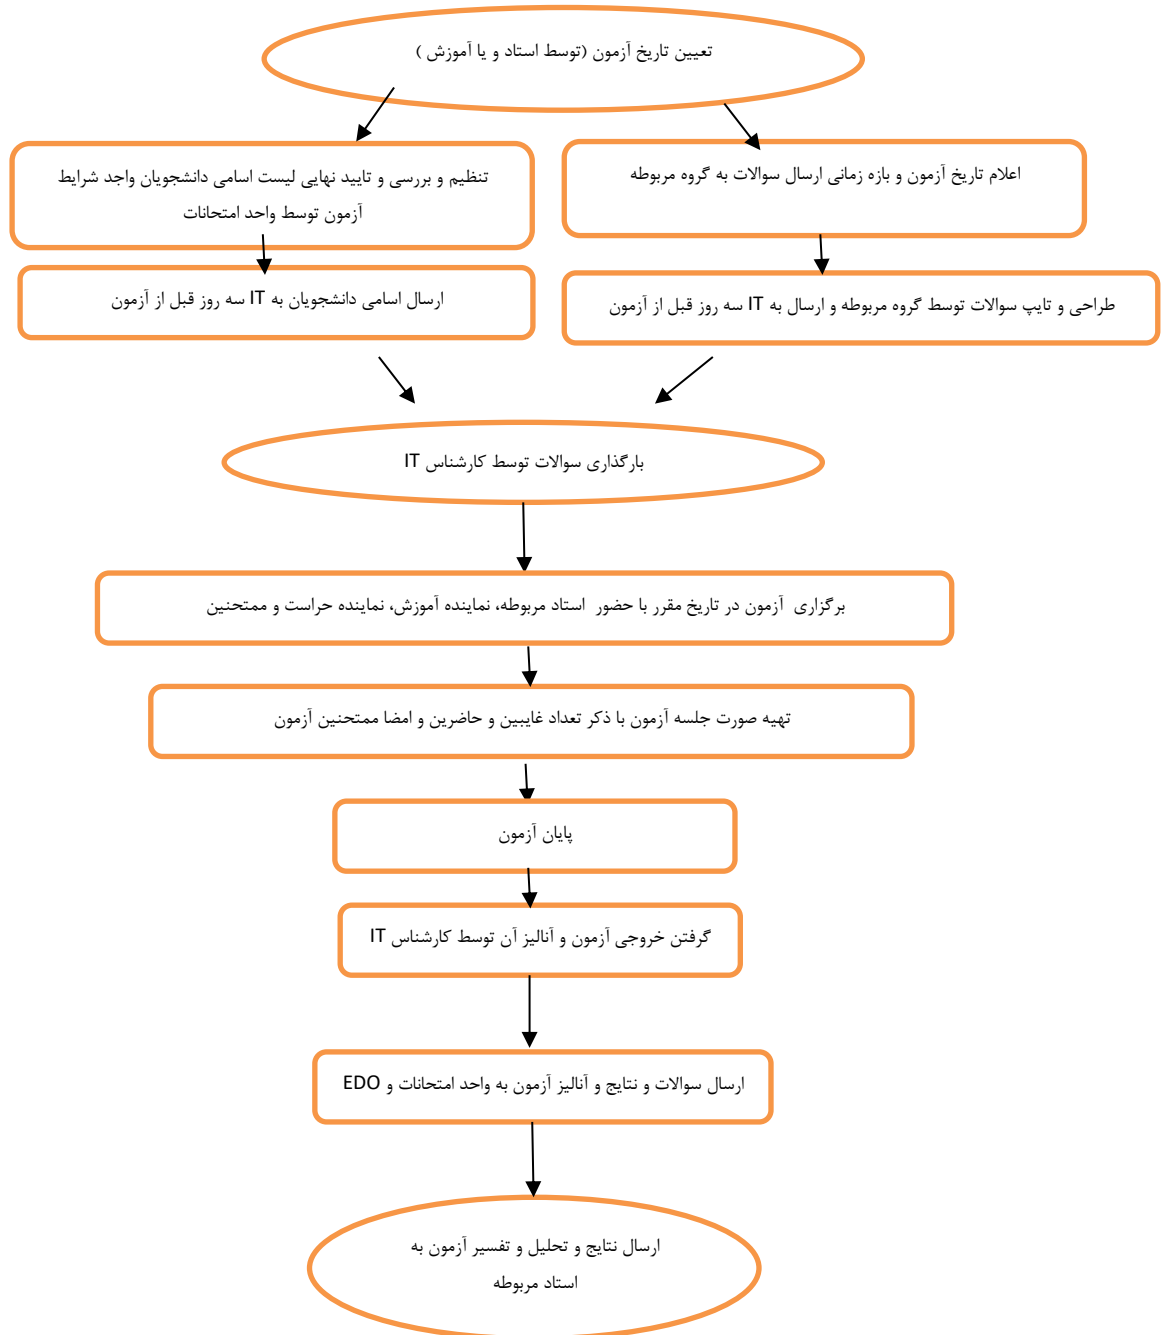 تعیین تاریخ آزمون (توسط استاد و یا آموزش )
اعلام تاریخ آزمون و بازه زمانی ارسال سوالات به گروه مربوطه
تنظیم و بررسی و تایید نهایی لیست اسامی دانشجویان واجد شرایط
آزمون توسط واحد امتحانات
طراحی و تایپ سوالات توسط گروه مربوطه و ارسال به IT سه روز قبل از آزمون
ارسال اسامی دانشجویان به IT سه روز قبل از آزمون
بارگذاری سوالات توسط کارشناس IT
برگزاری آزمون در تاریخ مقرر با حضور استاد مربوطه، نماینده آموزش، نماینده حراست و ممتحنین
تهیه صورت جلسه آزمون با ذکر تعداد غایبین و حاضرین و امضا ممتحنین آزمون
پایان آزمون
گرفتن خروجی آزمون و آنالیز آن توسط کارشناس IT
ارسال سوالات و نتایج و آنالیز آزمون به واحد امتحانات و EDO
ارسال نتایج و تحلیل و تفسیر آزمون به
استاد مربوطه